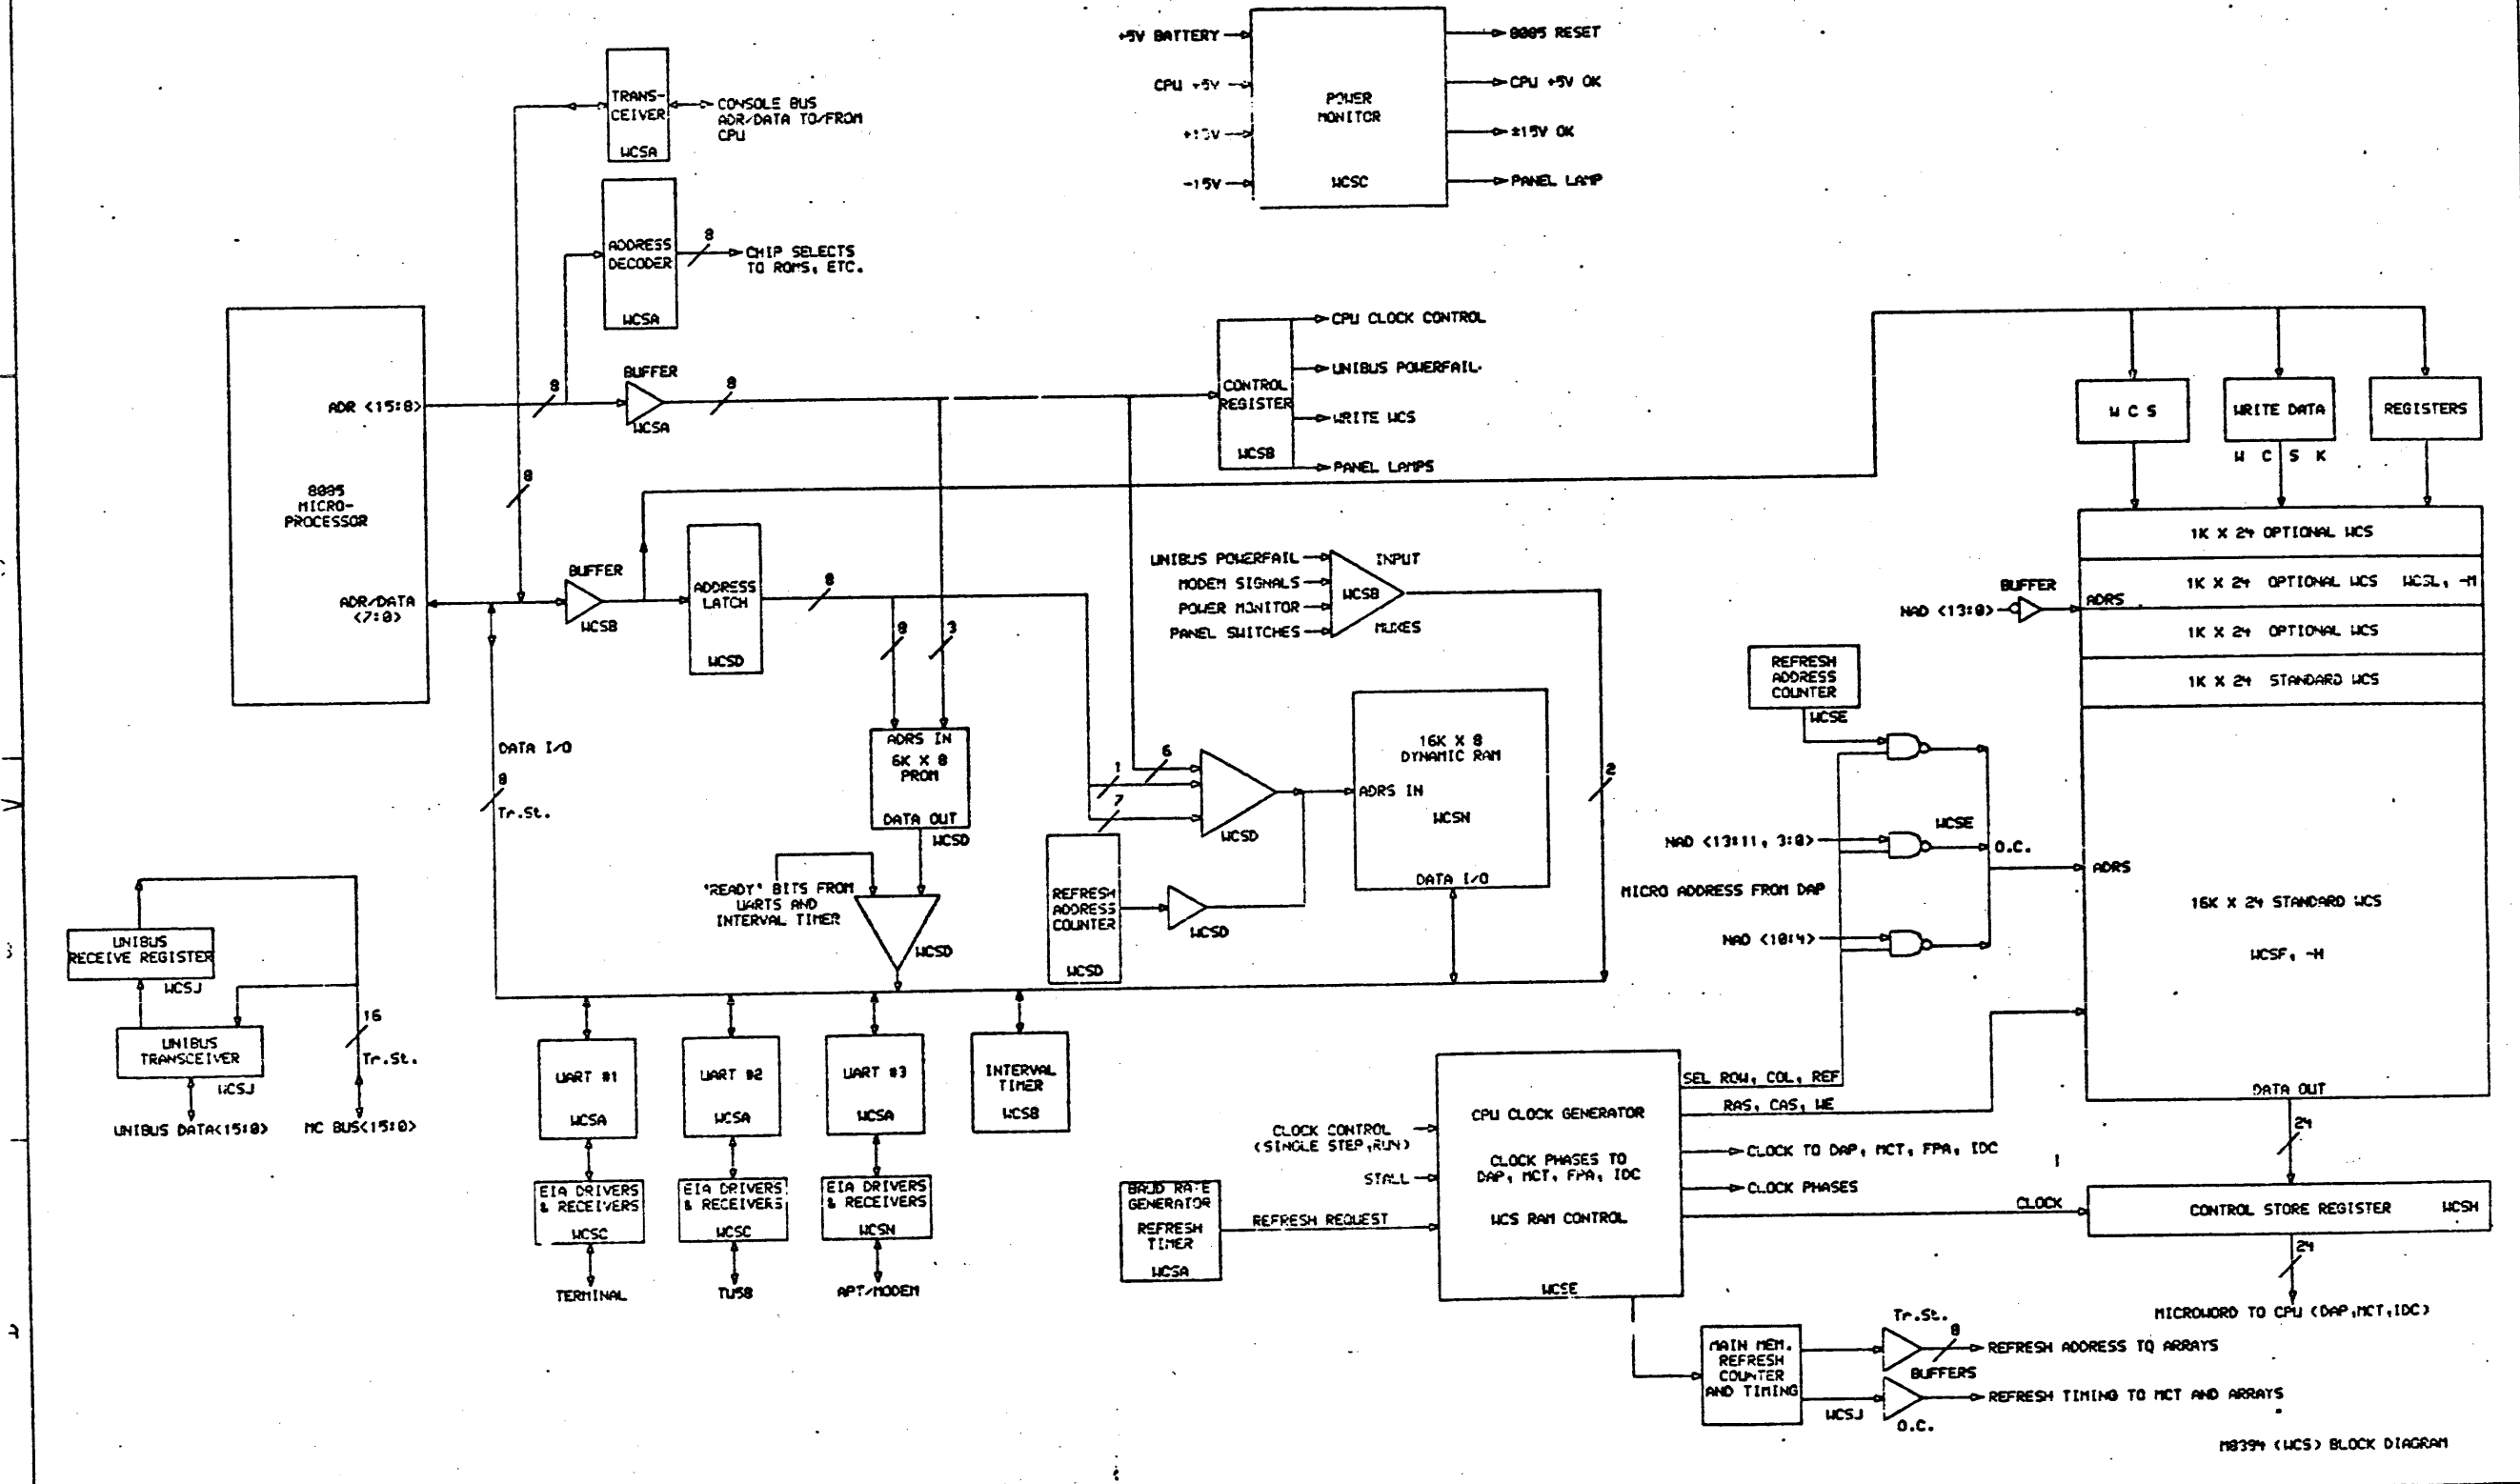 +5V BATTERY
CPU +5V
+15V
-15V
POWER
MONITOR
WCSC
8085 RESET
CPU +5V OK
±15V OK
PANEL LAMP
TRANS-
CEIVER
WCSA
CONSOLE BUS
ADR/DATA TO/FROM
CPU
ADDRESS
DECODER
WCSA
8
CHIP SELECTS
TO ROMS, ETC.
8085
MICRO-
PROCESSOR
ADR <15:8>
ADR/DATA
<7:0>
8
BUFFER
WCSA
8
8
CONTROL
REGISTER
WCSB
CPU CLOCK CONTROL
UNIBUS POWERFAIL
WRITE WCS
PANEL LAMPS
BUFFER
WCSB
ADDRESS
LATCH
WCSD
8
8
3
UNIBUS POWERFAIL
MODEM SIGNALS
POWER MONITOR
PANEL SWITCHES
INPUT
WCSB
MUXES
2
DATA I/O
8
Tr.St.
ADRS IN
6K X 8
PROM
DATA OUT
WCSD
"READY" BITS FROM
UARTS AND
INTERVAL TIMER
WCSD
6
1
7
WCSD
REFRESH
ADDRESS
COUNTER
WCSD
WCSD
16K X 8
DYNAMIC RAM
ADRS IN
WCSN
DATA I/O
W C S
WRITE DATA
REGISTERS
W C S K
1K X 24 OPTIONAL WCS
1K X 24 OPTIONAL WCS WCSL, -M
1K X 24 OPTIONAL WCS
1K X 24 STANDARD WCS
BUFFER
NAD <13:0>
ADRS
REFRESH
ADDRESS
COUNTER
WCSE
NAD <13:11, 3:0>
WCSE
O.C.
MICRO ADDRESS FROM DAP
NAD <10:4>
ADRS
16K X 24 STANDARD WCS
WCSF, -H
DATA OUT
24
CONTROL STORE REGISTER WCSH
24
MICROWORD TO CPU (DAP,MCT,IDC)
UNIBUS
RECEIVE REGISTER
WCSJ
UNIBUS
TRANSCEIVER
WCSJ
16
Tr.St.
UNIBUS DATA<15:0>
MC BUS<15:0>
UART #1
WCSA
UART #2
WCSA
UART #3
WCSA
INTERVAL
TIMER
WCSB
EIA DRIVERS
& RECEIVERS
WCSC
EIA DRIVERS
& RECEIVERS
WCSC
EIA DRIVERS
& RECEIVERS
WCSN
TERMINAL
TU58
APT/MODEM
BAUD RATE
GENERATOR
REFRESH
TIMER
WCSA
CLOCK CONTROL
(SINGLE STEP,RUN)
STALL
REFRESH REQUEST
CPU CLOCK GENERATOR
CLOCK PHASES TO
DAP, MCT, FPA, IDC
WCS RAM CONTROL
WCSE
SEL ROW, COL, REF
RAS, CAS, WE
CLOCK TO DAP, MCT, FPA, IDC
CLOCK PHASES
CLOCK
MAIN MEM.
REFRESH
COUNTER
AND TIMING
WCSJ
Tr.St.
8
REFRESH ADDRESS TO ARRAYS
BUFFERS
REFRESH TIMING TO MCT AND ARRAYS
O.C.
M8394 (WCS) BLOCK DIAGRAM